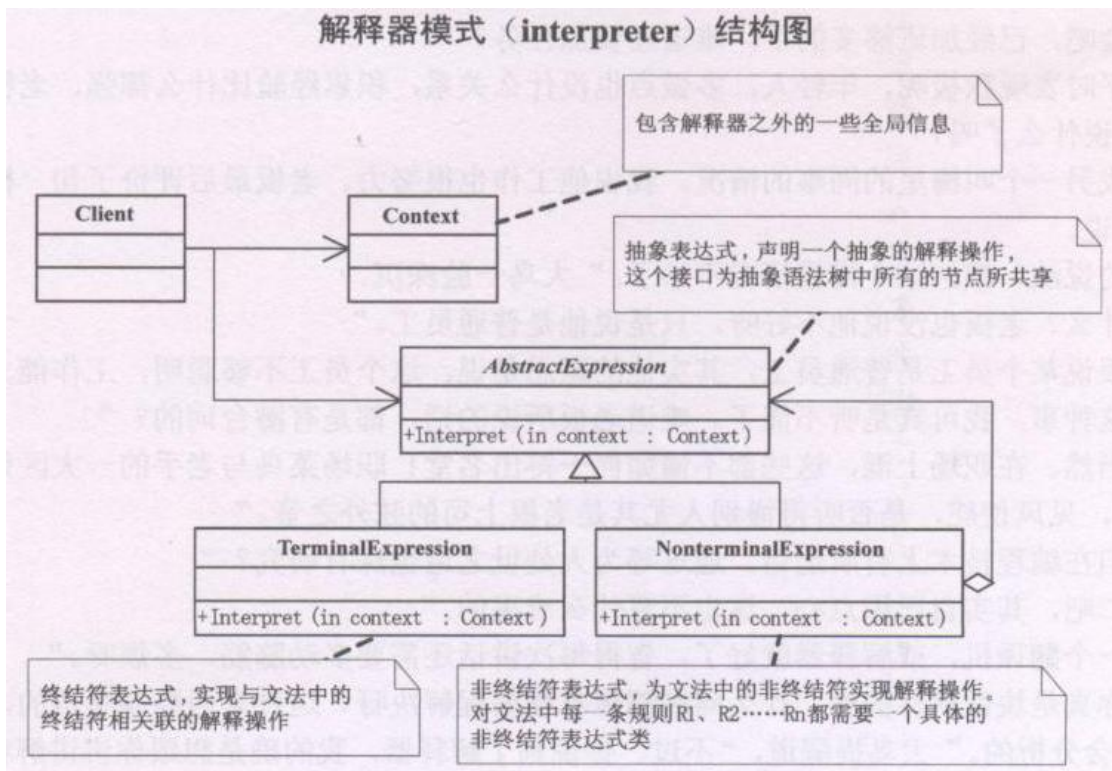 解释器模式（interpreter）结构图
包含解释器之外的一些全局信息
Client
Context
抽象表达式，声明一个抽象的解释操作，
这个接口为抽象语法树中所有的节点所共享
AbstractExpression
+Interpret(in context : Context)
TerminalExpression
NonterminalExpression
+Interpret(in context : Context)
+Interpret(in context : Context)
终结符表达式，实现与文法中的
终结符相关联的解释操作
非终结符表达式，为文法中的非终结符实现解释操作，
对文法中每一条规则R1、R2……Rn都需要一个具体的
非终结符表达式类